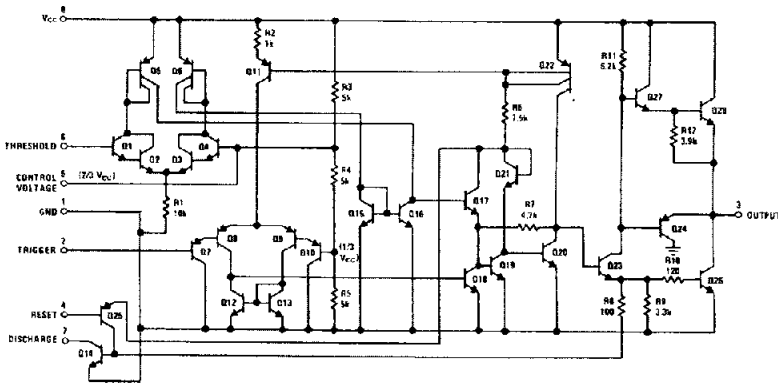 8
VCC
R2
1k
Q5
Q6
Q11
R3
5k
Q22
R11
6.2k
Q27
Q28
R6
7.5k
R12
3.9k
6
THRESHOLD
Q1
Q2
Q3
Q4
5
CONTROL VOLTAGE
(2/3 VCC)
R4
5k
Q21
R1
10k
Q15
Q16
Q17
R7
4.7k
3
OUTPUT
1
GND
Q24
2
TRIGGER
Q7
Q8
Q9
Q10
(1/3 VCC)
Q18
Q19
Q20
Q23
R10
120
Q26
4
RESET
Q25
Q12
Q13
R5
5k
R8
100
R9
3.3k
7
DISCHARGE
Q14